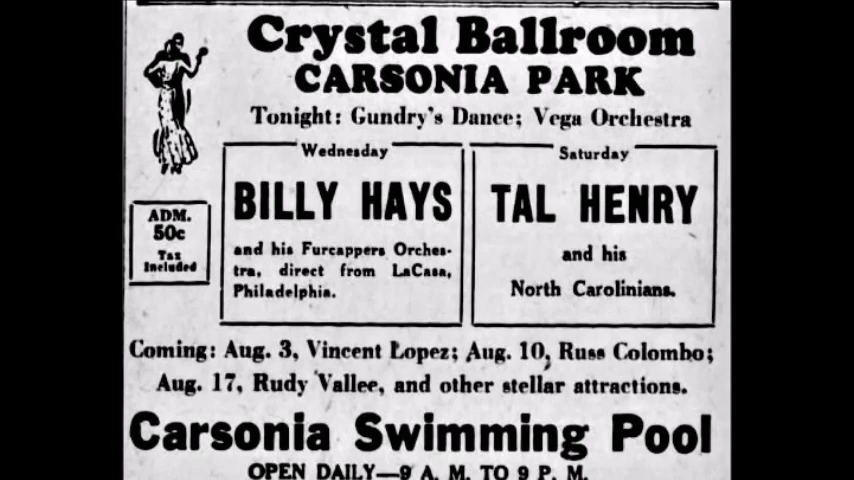 Crystal Ballroom
CARSONIA PARK
Tonight: Gundry's Dance; Vega Orchestra
Wednesday
BILLY HAYS
and his Furcappers Orches-
tra, direct from LaCasa,
Philadelphia.
Saturday
TAL HENRY
and his
North Carolinians.
ADM.
50c
Tax
Included
Coming: Aug. 3, Vincent Lopez; Aug. 10, Russ Colombo;
Aug. 17, Rudy Vallee, and other stellar attractions.
Carsonia Swimming Pool
OPEN DAILY—9 A. M. TO 9 P. M.